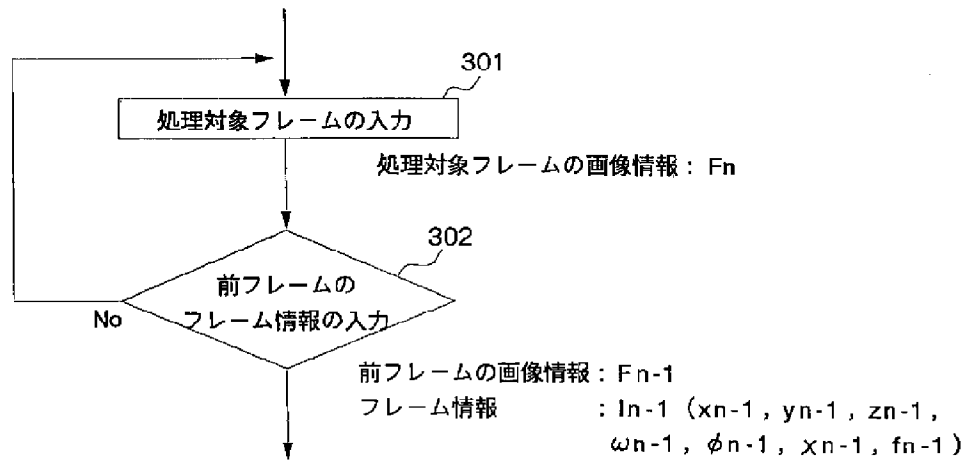 301
処理対象フレームの入力
処理対象フレームの画像情報: Fn
302
前フレームの
フレーム情報の入力
No
前フレームの画像情報: Fn-1
フレーム情報 : In-1 (xn-1, yn-1, zn-1,
ωn-1, φn-1, χn-1, fn-1)